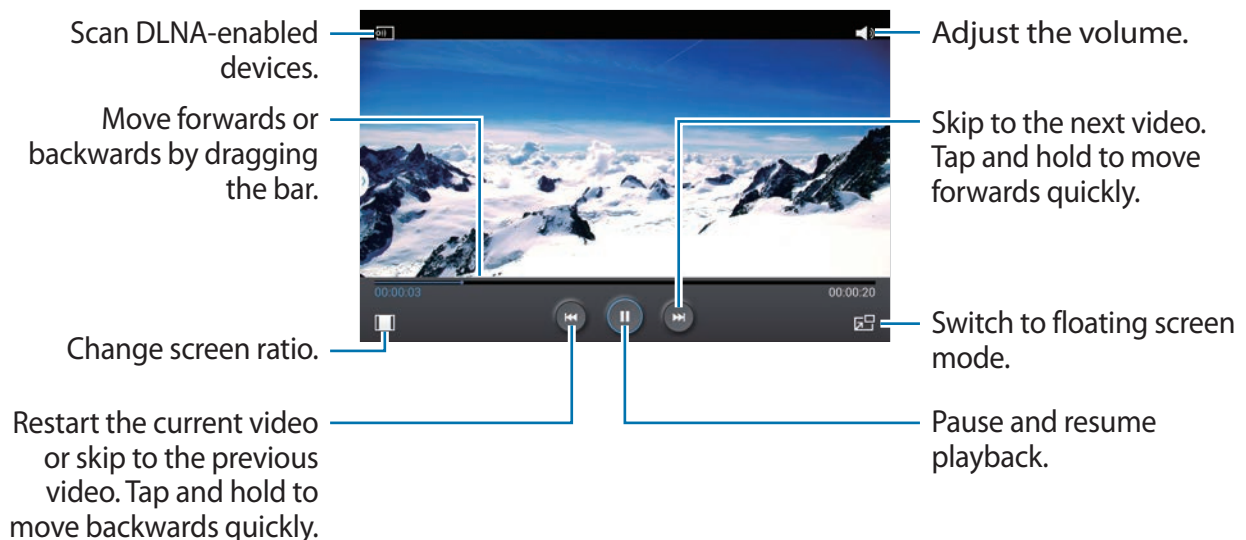 Scan DLNA-enabled
devices.
Adjust the volume.
Move forwards or
backwards by dragging
the bar.
Skip to the next video.
Tap and hold to move
forwards quickly.
00:00:03
00:00:20
Change screen ratio.
Switch to floating screen
mode.
Restart the current video
or skip to the previous
video. Tap and hold to
move backwards quickly.
Pause and resume
playback.